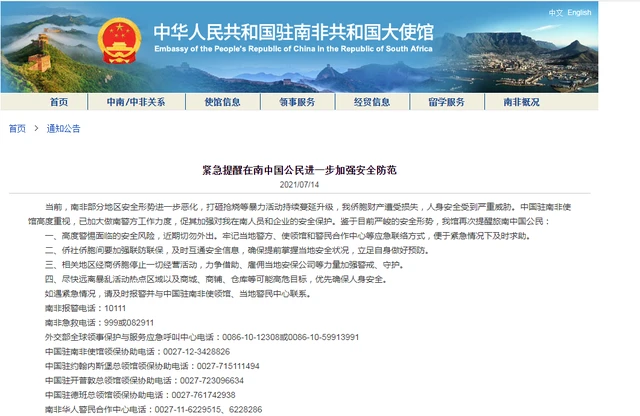 中文 English
中华人民共和国驻南非共和国大使馆
Embassy of the People's Republic of China in the Republic of South Africa
首页 中南/中非关系 使馆信息 领事服务 经贸信息 留学服务 南非概况
首页 > 通知公告
紧急提醒在南中国公民进一步加强安全防范
2021/07/14
当前，南非部分地区安全形势进一步恶化，打砸抢烧等暴力活动持续蔓延升级，我侨胞财产遭受损失，人身安全受到严重威胁。中国驻南非使
馆高度重视，已加大做南警方工作力度，促其加强对我在南人员和企业的安全保护。鉴于目前严峻的安全形势，我馆再次提醒旅南中国公民：
一、高度警惕面临的安全风险，近期切勿外出。牢记当地警方、使领馆和警民合作中心等应急联络方式，便于紧急情况下及时求助。
二、侨社侨胞间要加强联防联保，及时互通安全信息，确保提前掌握当地安全状况，立足自身做好预防。
三、相关地区经商侨胞停止一切经营活动，力争借助、雇佣当地安保公司等力量加强警戒、守护。
四、尽快远离暴乱活动热点区域以及商城、商铺、仓库等可能高危目标，优先确保人身安全。
如遇紧急情况，请及时报警并与中国驻南非使领馆、当地警民中心联系。
南非报警电话：10111
南非急救电话：999或082911
外交部全球领事保护与服务应急呼叫中心电话：0086-10-12308或0086-10-59913991
中国驻南非使馆领保协助电话：0027-12-3428826
中国驻约翰内斯堡总领馆领保协助电话：0027-715111494
中国驻开普敦总领馆领保协助电话：0027-723096634
中国驻德班总领馆领保协助电话：0027-761742938
南非华人警民合作中心电话：0027-11-6229515、6228286